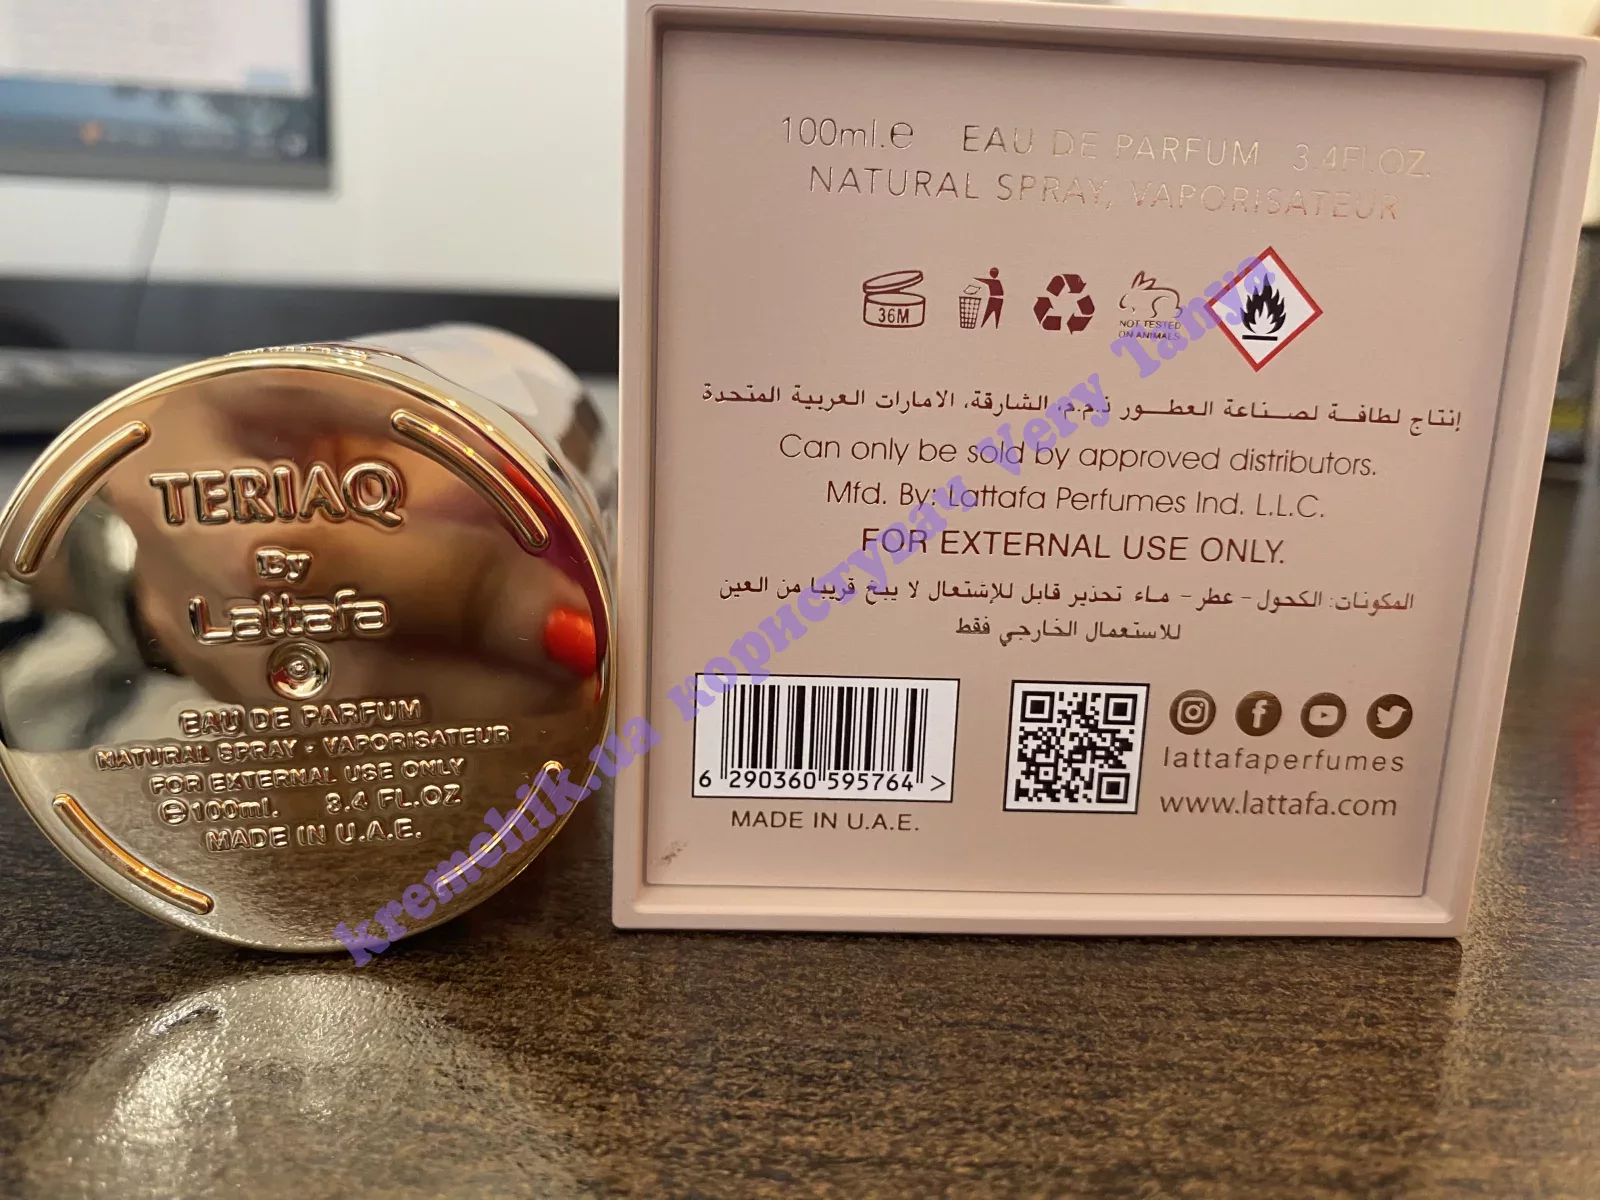 TERIAQ
By
Lattafa
EAU DE PARFUM
NATURAL SPRAY - VAPORISATEUR
FOR EXTERNAL USE ONLY
e 100ml. 3.4 FL.OZ
MADE IN U.A.E.
100ml.e EAU DE PARFUM 3.4FL.OZ.
NATURAL SPRAY, VAPORISATEUR
36M
NOT TESTED
ON ANIMALS
إنتاج لطافة لصناعة العطور ذ.م.م. الشارقة، الامارات العربية المتحدة
Can only be sold by approved distributors.
Mfd. By: Lattafa Perfumes Ind. L.L.C.
FOR EXTERNAL USE ONLY.
المكونات: الكحول - عطر - ماء تحذير قابل للإشتعال لا يبخ قريبا من العين
للاستعمال الخارجي فقط
6 290360 595764 >
MADE IN U.A.E.
lattafaperfumes
www.lattafa.com
kremchik.ua користувач Very Tanya